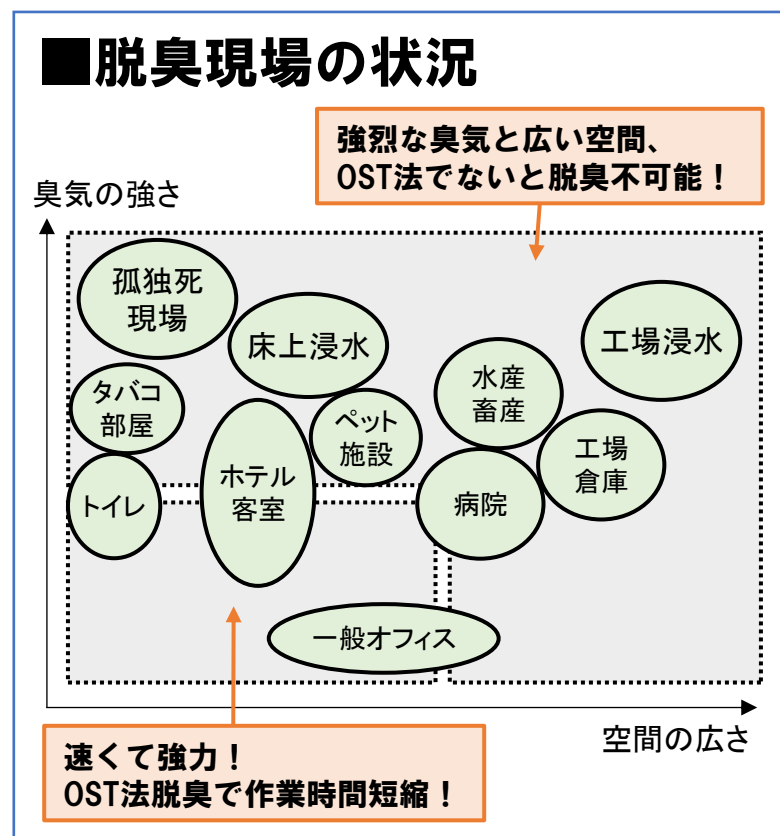 ■脱臭現場の状況
強烈な臭気と広い空間、
OST法でないと脱臭不可能！
臭気の強さ
孤独死
現場
床上浸水
工場浸水
タバコ
部屋
ペット
施設
水産
畜産
工場
倉庫
トイレ
ホテル
客室
病院
一般オフィス
空間の広さ
速くて強力！
OST法脱臭で作業時間短縮！